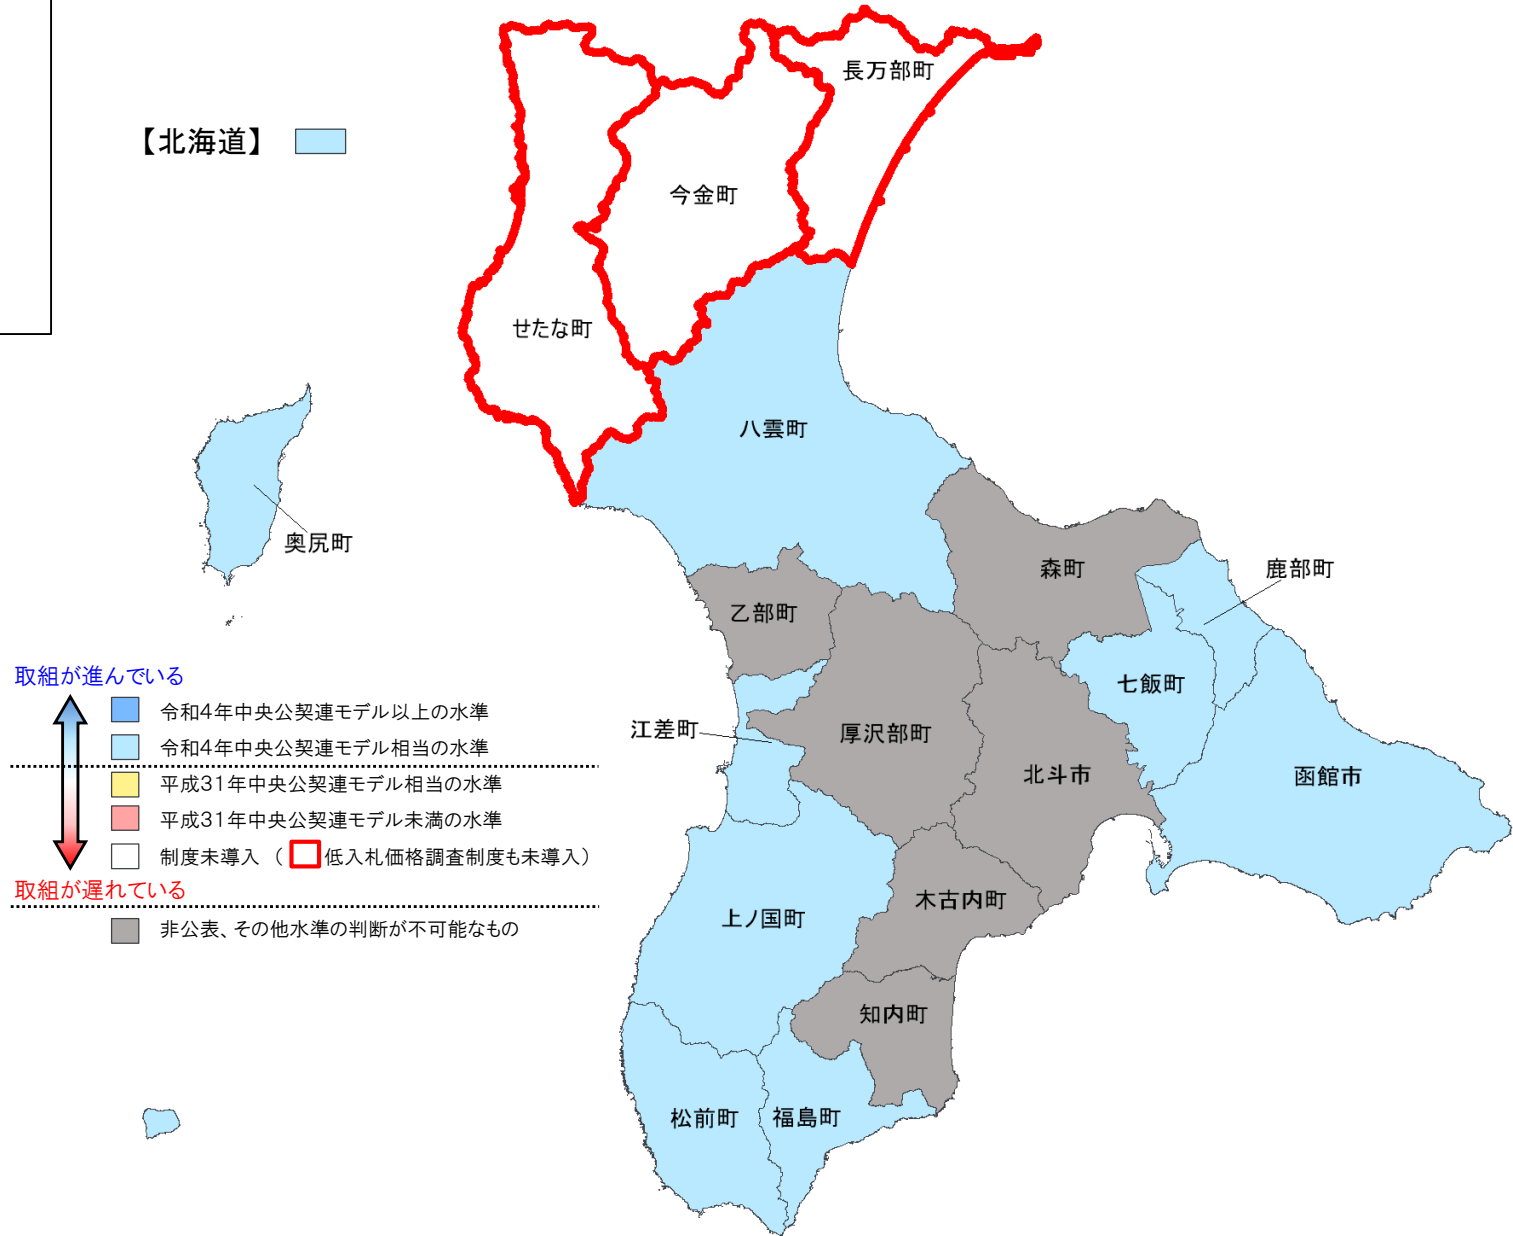 長万部町
【北海道】
今金町
せたな町
八雲町
奥尻町
森町
鹿部町
乙部町
取組が進んでいる
七飯町
令和4年中央公契連モデル以上の水準
江差町
厚沢部町
令和4年中央公契連モデル相当の水準
北斗市
函館市
平成31年中央公契連モデル相当の水準
平成31年中央公契連モデル未満の水準
制度未導入 ( 低入札価格調査制度も未導入)
取組が遅れている
木古内町
上ノ国町
非公表、その他水準の判断が不可能なもの
知内町
松前町
福島町